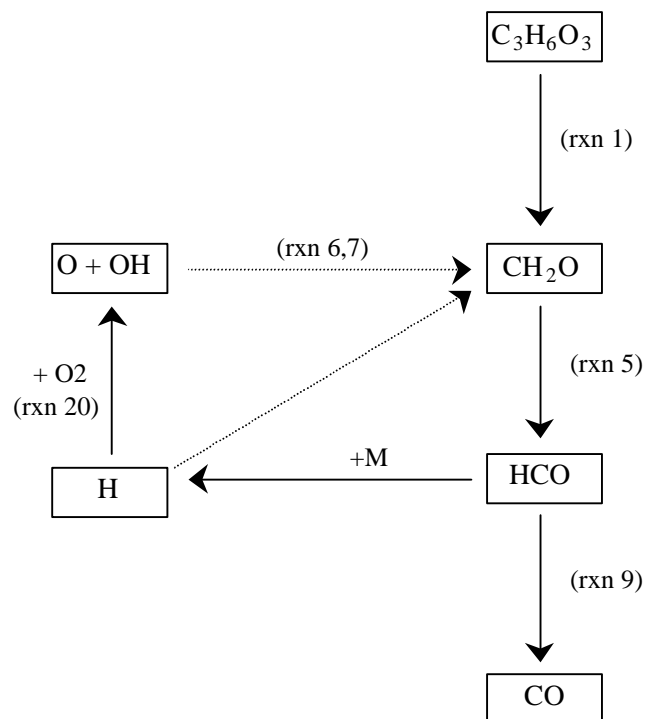 C₃H₆O₃
(rxn 1)
O + OH
(rxn 6,7)
CH₂O
+ O2
(rxn 20)
(rxn 5)
H
+M
HCO
(rxn 9)
CO